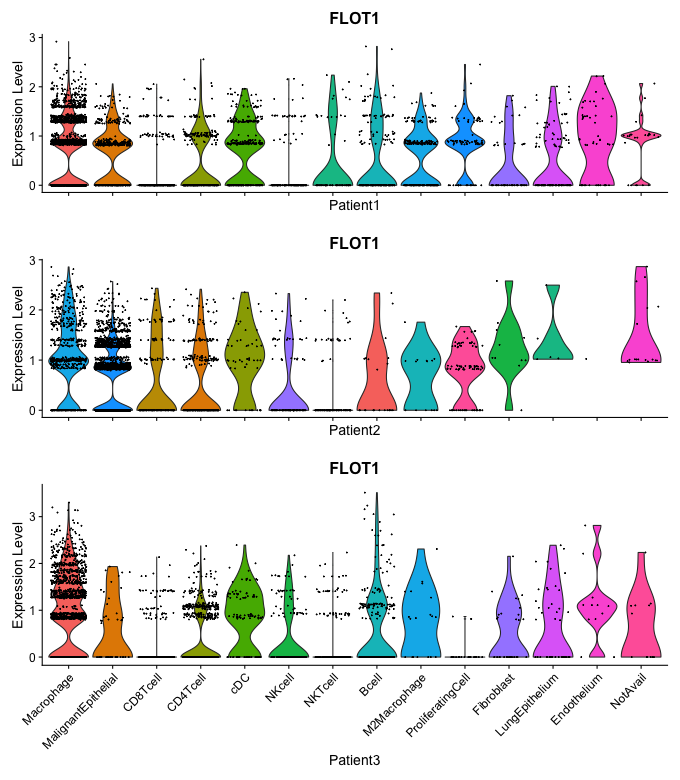 FLOT1
Expression Level
3
2
1
0
Patient1
FLOT1
Expression Level
3
2
1
0
Patient2
FLOT1
Expression Level
3
2
1
0
Macrophage
MalignantEpithelial
CD8Tcell
CD4Tcell
cDC
NKcell
NKTcell
Bcell
M2Macrophage
ProliferatingCell
Fibroblast
LungEpithelium
Endothelium
NotAvail
Patient3